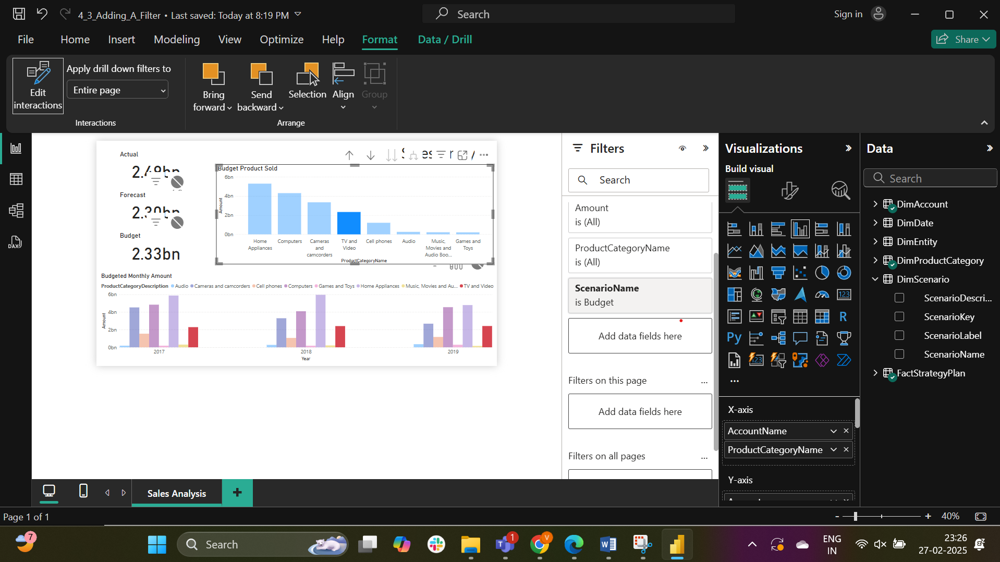 4_3_Adding_A_Filter • Last saved: Today at 8:19 PM
Search
Sign in
File Home Insert Modeling View Optimize Help Format Data / Drill
Share
Edit interactions
Apply drill down filters to
Entire page
Interactions
Bring forward
Send backward
Selection
Align
Group
Arrange
Actual
2.49bn
Forecast
2.30bn
Budget
2.33bn
Budget Product Sold
6bn
4bn
2bn
0bn
Amount
Home Appliances
Computers
Cameras and camcorders
TV and Video
Cell phones
Audio
Music, Movies and Audio Boo...
Games and Toys
ProductCategoryName
Budgeted Monthly Amount
ProductCategoryDescription Audio Cameras and camcorders Cell phones Computers Games and Toys Home Appliances Music, Movies and Au... TV and Video
6bn
4bn
2bn
0bn
Amount
2017 2018 2019
Year
Filters
Search
Amount
is (All)
ProductCategoryName
is (All)
ScenarioName
is Budget
Add data fields here
Filters on this page ...
Add data fields here
Filters on all pages ...
Visualizations
Build visual
123
R
Py
123
...
X-axis
AccountName
ProductCategoryName
Y-axis
Data
Search
DimAccount
DimDate
DimEntity
DimProductCategory
DimScenario
ScenarioDescri...
ScenarioKey
ScenarioLabel
ScenarioName
FactStrategyPlan
DAX
Sales Analysis
+
Page 1 of 1
- + 40%
7
Search
1
V
ENG
IN
23:26
27-02-2025